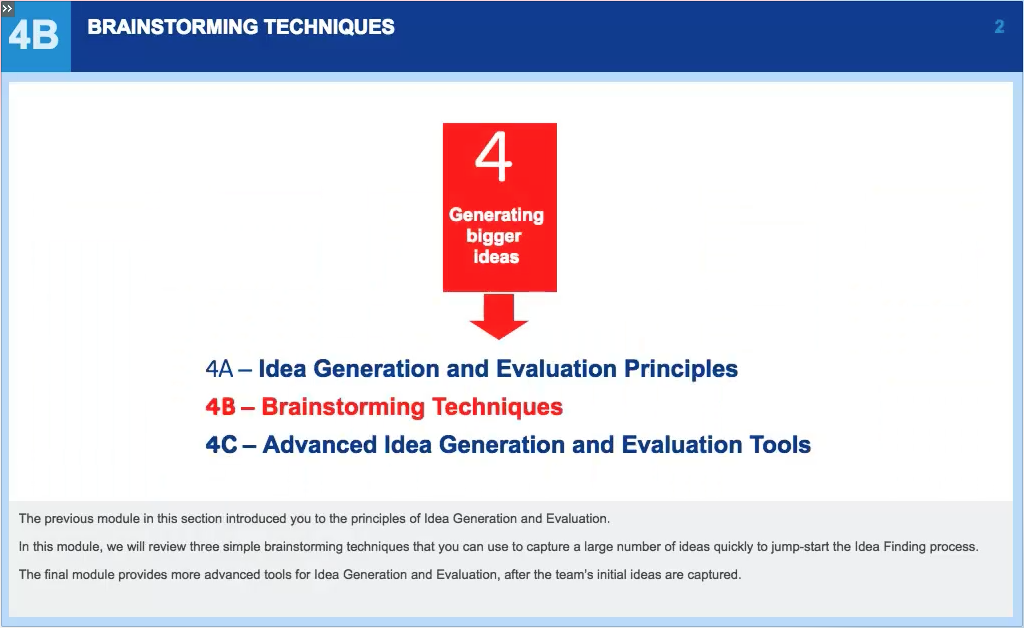 4B
BRAINSTORMING TECHNIQUES
2
4
Generating
bigger
ideas
4A – Idea Generation and Evaluation Principles
4B – Brainstorming Techniques
4C – Advanced Idea Generation and Evaluation Tools
The previous module in this section introduced you to the principles of Idea Generation and Evaluation.
In this module, we will review three simple brainstorming techniques that you can use to capture a large number of ideas quickly to jump-start the Idea Finding process.
The final module provides more advanced tools for Idea Generation and Evaluation, after the team's initial ideas are captured.